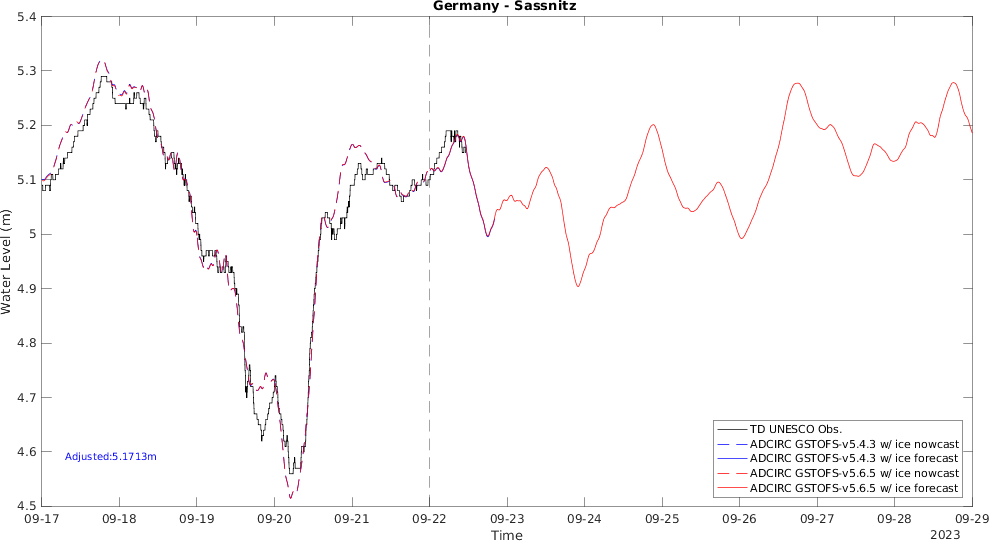 Germany - Sassnitz
5.4
5.3
5.2
5.1
5
4.9
4.8
4.7
4.6
4.5
Water Level (m)
Adjusted:5.1713m
TD UNESCO Obs.
ADCIRC GSTOFS-v5.4.3 w/ ice nowcast
ADCIRC GSTOFS-v5.4.3 w/ ice forecast
ADCIRC GSTOFS-v5.6.5 w/ ice nowcast
ADCIRC GSTOFS-v5.6.5 w/ ice forecast
09-17 09-18 09-19 09-20 09-21 09-22 09-23 09-24 09-25 09-26 09-27 09-28 09-29
Time
2023